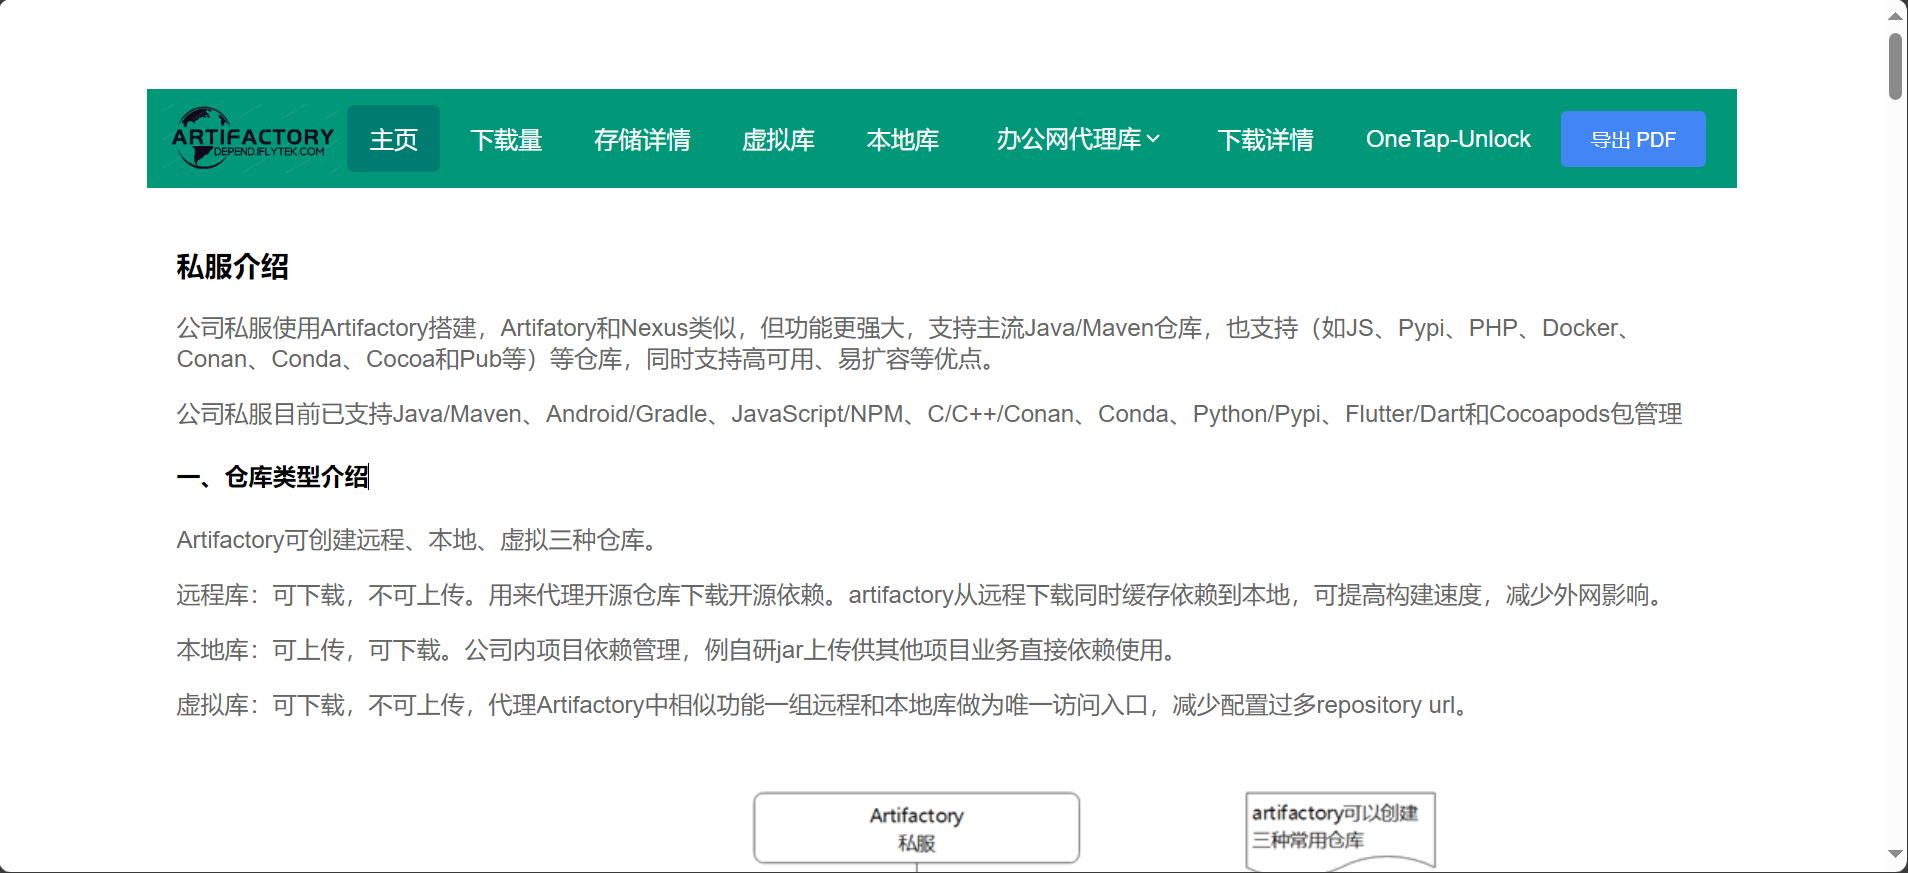 ARTIFACTORY
DEPEND.IFLYTEK.COM
主页 下载量 存储详情 虚拟库 本地库 办公网代理库 下载详情 OneTap-Unlock 导出 PDF
私服介绍
公司私服使用Artifactory搭建，Artifatory和Nexus类似，但功能更强大，支持主流Java/Maven仓库，也支持（如JS、Pypi、PHP、Docker、
Conan、Conda、Cocoa和Pub等）等仓库，同时支持高可用、易扩容等优点。
公司私服目前已支持Java/Maven、Android/Gradle、JavaScript/NPM、C/C++/Conan、Conda、Python/Pypi、Flutter/Dart和Cocoapods包管理
一、仓库类型介绍
Artifactory可创建远程、本地、虚拟三种仓库。
远程库：可下载，不可上传。用来代理开源仓库下载开源依赖。artifactory从远程下载同时缓存依赖到本地，可提高构建速度，减少外网影响。
本地库：可上传，可下载。公司内项目依赖管理，例自研jar上传供其他项目业务直接依赖使用。
虚拟库：可下载，不可上传，代理Artifactory中相似功能一组远程和本地库做为唯一访问入口，减少配置过多repository url。
Artifactory
私服
artifactory可以创建
三种常用仓库